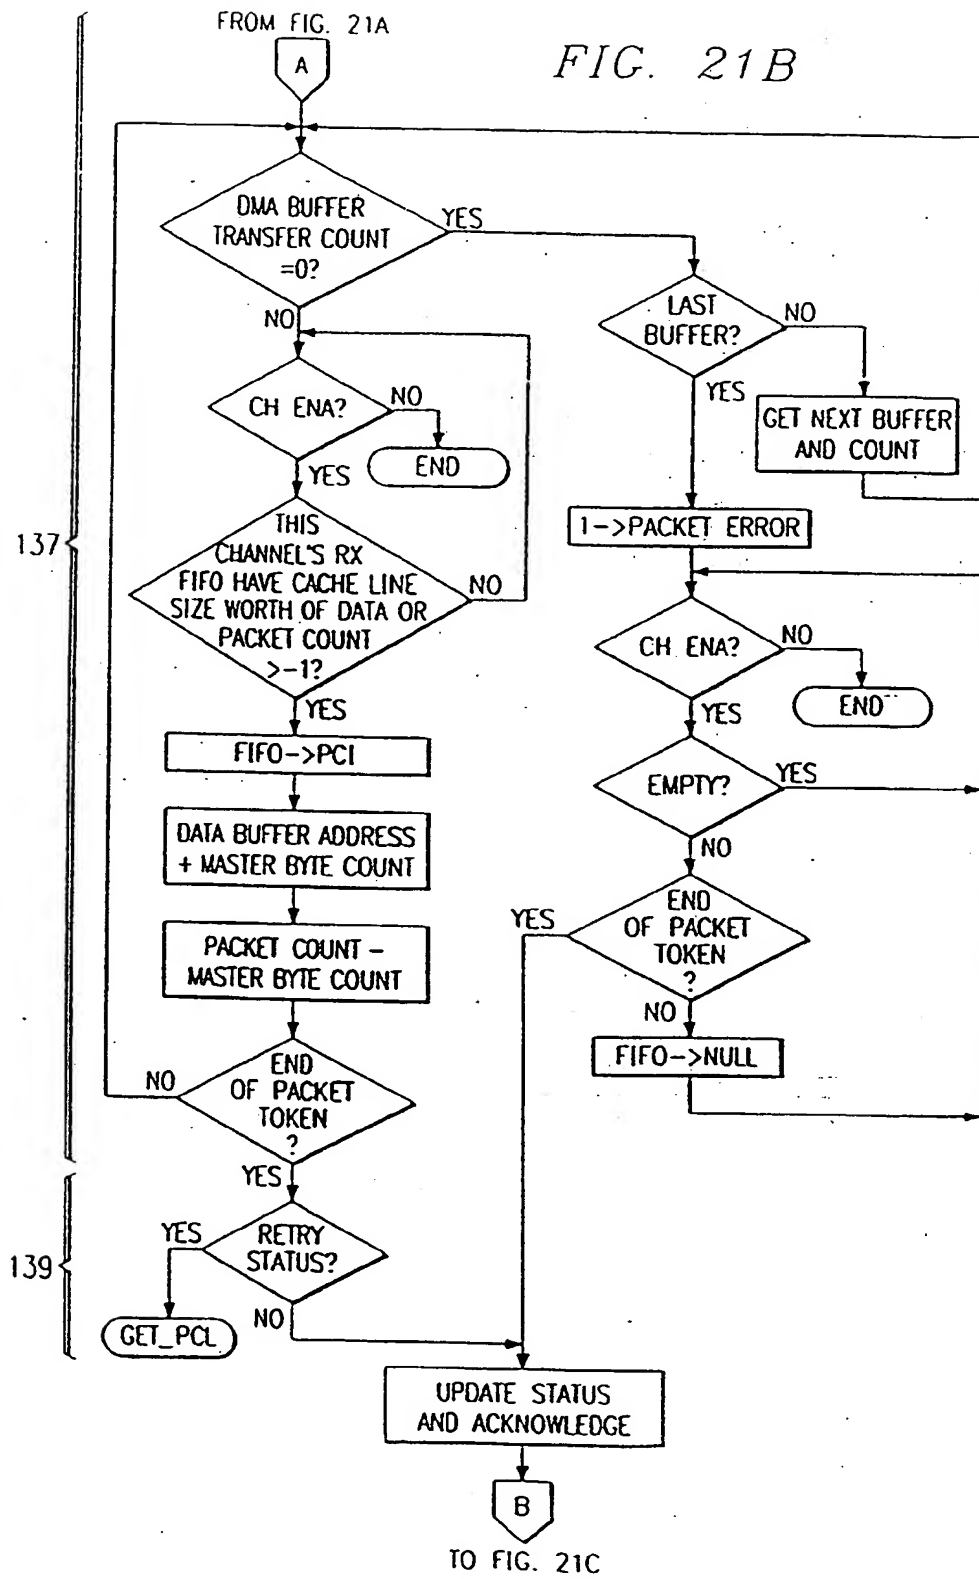 FROM FIG. 21A
A
FIG. 21B
DMA BUFFER
TRANSFER COUNT
=0?
YES
NO
LAST
BUFFER?
NO
YES
GET NEXT BUFFER
AND COUNT
CH ENA?
NO
END
YES
1->PACKET ERROR
THIS
CHANNEL'S RX
FIFO HAVE CACHE LINE
SIZE WORTH OF DATA OR
PACKET COUNT
>-1?
NO
YES
137
CH ENA?
NO
END
YES
FIFO->PCI
EMPTY?
YES
NO
DATA BUFFER ADDRESS
+ MASTER BYTE COUNT
PACKET COUNT -
MASTER BYTE COUNT
END
OF PACKET
TOKEN
?
YES
NO
FIFO->NULL
END
OF PACKET
TOKEN
?
NO
YES
RETRY
STATUS?
YES
NO
139
GET_PCL
UPDATE STATUS
AND ACKNOWLEDGE
B
TO FIG. 21C